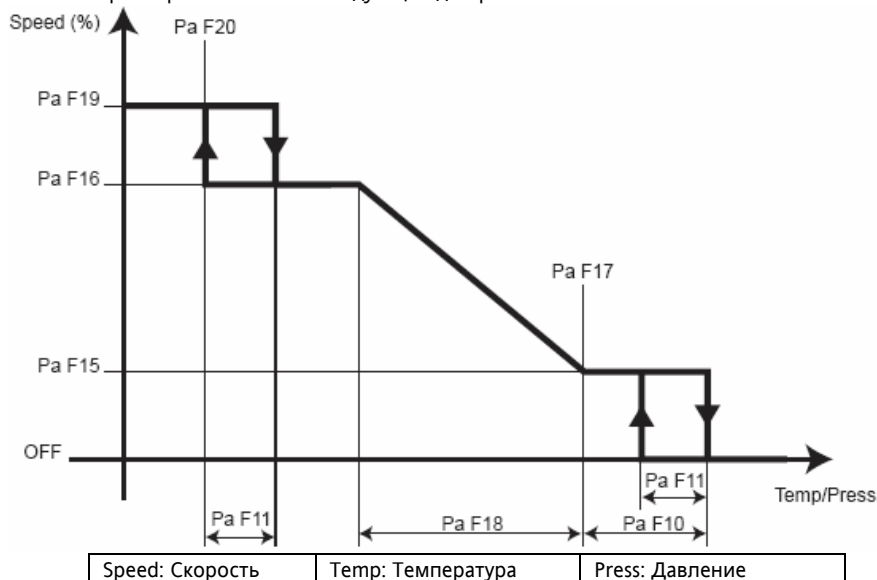 Speed (%)
Pa F20
Pa F19
Pa F16
Pa F17
Pa F15
OFF
Pa F11
Temp/Press
Pa F11
Pa F18
Pa F10
Speed: Скорость
Temp: Температура
Press: Давление